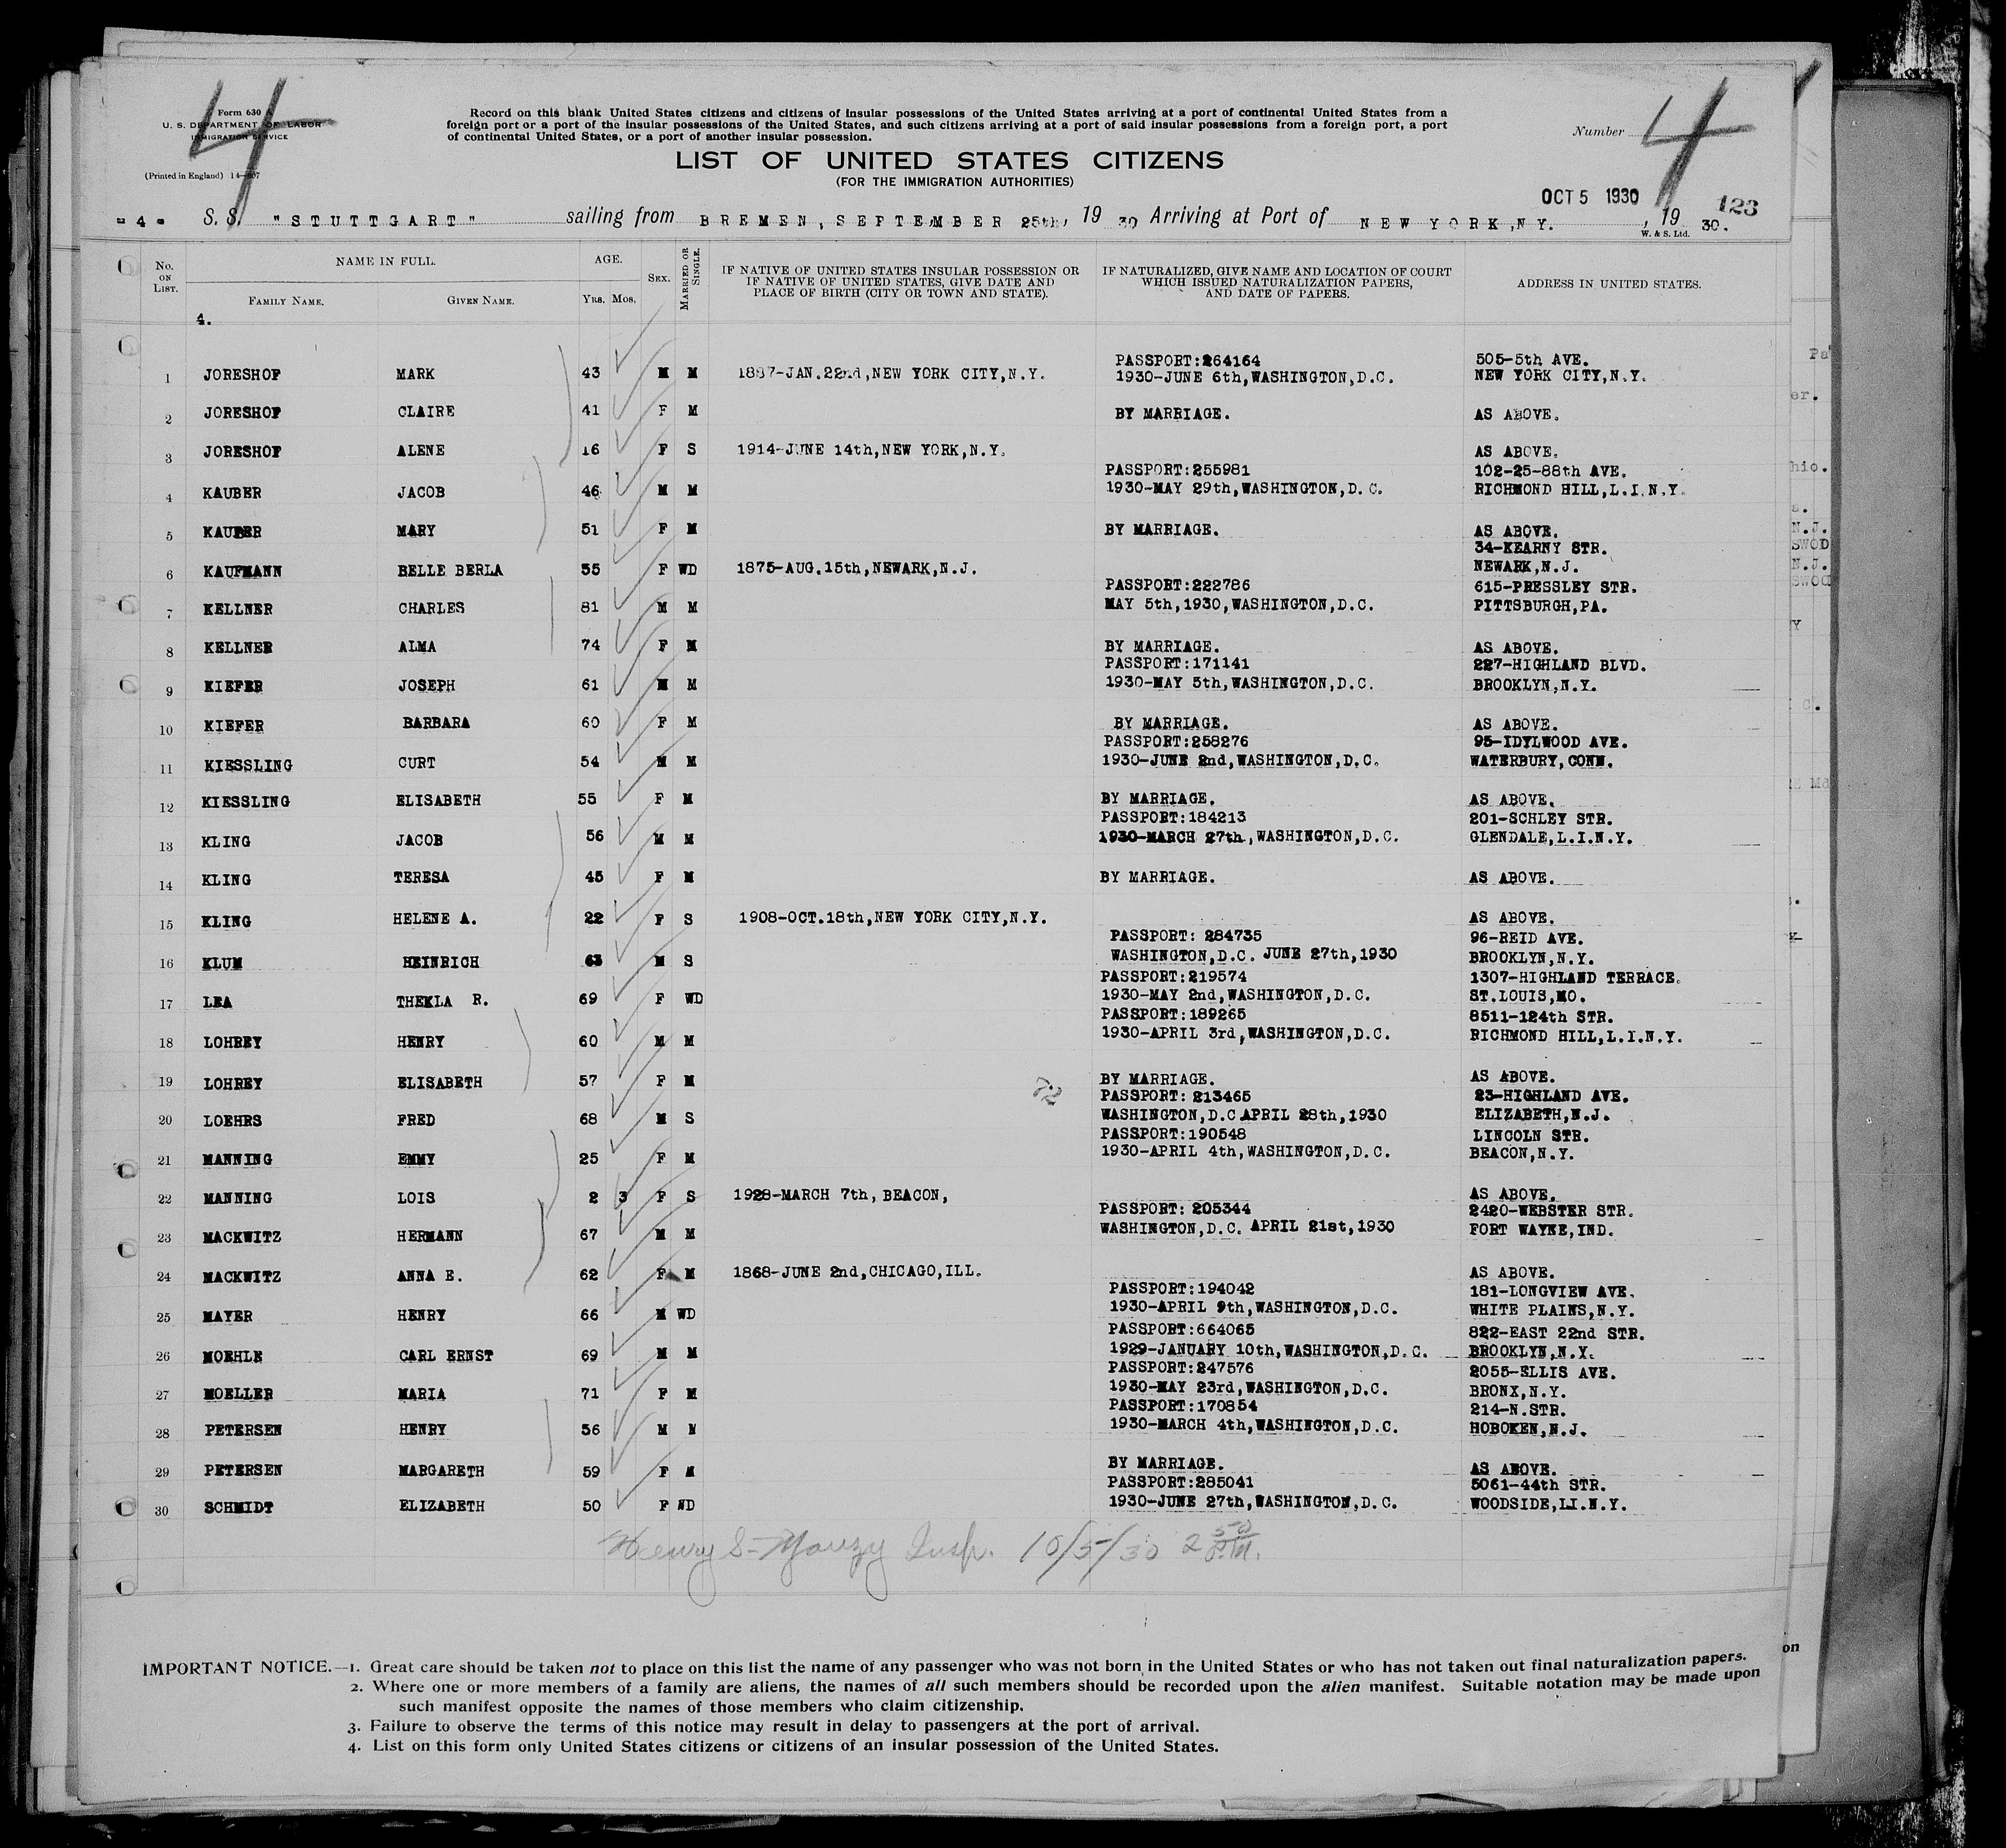 4
4
Form 630 A
U. S. DEPARTMENT OF LABOR
IMMIGRATION SERVICE
(Printed in England) 14—
Record on this blank United States citizens and citizens of insular possessions of the United States arriving at a port of continental United States from a
foreign port or a port of the insular possessions of the United States, and such citizens arriving at a port of said insular possessions from a foreign port, a port
of continental United States, or a port of another insular possession.
Number
LIST OF UNITED STATES CITIZENS
(FOR THE IMMIGRATION AUTHORITIES)
OCT 5 1930
123
- 4 - S. S. "STUTTGART" sailing from BREMEN, SEPTEMBER 25th, 19 30 Arriving at Port of NEW YORK, NY. , 19 30.
W. & S. Ltd.
No. ON LIST. NAME IN FULL. AGE. SEX. MARRIED OR SINGLE. IF NATIVE OF UNITED STATES INSULAR POSSESSION OR IF NATIVE OF UNITED STATES, GIVE DATE AND PLACE OF BIRTH (CITY OR TOWN AND STATE). IF NATURALIZED, GIVE NAME AND LOCATION OF COURT WHICH ISSUED NATURALIZATION PAPERS, AND DATE OF PAPERS. ADDRESS IN UNITED STATES.
FAMILY NAME. GIVEN NAME. YRS. MOS.
4.
PASSPORT:264164 505-5th AVE.
1 JORESHOF MARK 43 M M 1887-JAN.22nd,NEW YORK CITY,N.Y. 1930-JUNE 6th,WASHINGTON,D.C. NEW YORK CITY,N.Y.
2 JORESHOF CLAIRE 41 F M BY MARRIAGE. AS ABOVE.
3 JORESHOF ALENE 16 F S 1914-JUNE 14th,NEW YORK,N.Y. AS ABOVE.
PASSPORT:255981 102-25-88th AVE.
4 KAUBER JACOB 46 M M 1930-MAY 29th,WASHINGTON,D.C. RICHMOND HILL,L.I.N.Y.
5 KAUBER MARY 51 F M BY MARRIAGE. AS ABOVE.
34-KEARNY STR.
6 KAUFMANN BELLE BERLA 55 F WD 1875-AUG.15th,NEWARK,N.J. NEWARK,N.J.
PASSPORT:222786 615-PRESSLEY STR.
7 KELLNER CHARLES 81 M M MAY 5th,1930,WASHINGTON,D.C. PITTSBURGH,PA.
8 KELLNER ALMA 74 F M BY MARRIAGE. AS ABOVE.
PASSPORT:171141 227-HIGHLAND BLVD.
9 KIEFER JOSEPH 61 M M 1930-MAY 5th,WASHINGTON,D.C. BROOKLYN,N.Y.
10 KIEFER BARBARA 60 F M BY MARRIAGE. AS ABOVE.
PASSPORT:258276 95-IDYLWOOD AVE.
11 KIESSLING CURT 54 M M 1930-JUNE 2nd,WASHINGTON,D.C. WATERBURY,CONN.
12 KIESSLING ELISABETH 55 F M BY MARRIAGE. AS ABOVE.
PASSPORT:184213 201-SCHLEY STR.
13 KLING JACOB 56 M M 1930-MARCH 27th,WASHINGTON,D.C. GLENDALE,L.I.N.Y.
14 KLING TERESA 45 F M BY MARRIAGE. AS ABOVE.
15 KLING HELENE A. 22 F S 1908-OCT.18th,NEW YORK CITY,N.Y. AS ABOVE.
PASSPORT: 284735 96-REID AVE.
16 KLUM HEINRICH 63 M S WASHINGTON,D.C. JUNE 27th,1930 BROOKLYN,N.Y.
PASSPORT:219574 1307-HIGHLAND TERRACE.
17 LEA THEKLA R. 69 F WD 1930-MAY 2nd,WASHINGTON,D.C. ST.LOUIS,MO.
PASSPORT:189265 8511-124th STR.
18 LOHREY HENRY 60 M M 1930-APRIL 3rd,WASHINGTON,D.C. RICHMOND HILL,L.I.N.Y.
19 LOHREY ELISABETH 57 F M BY MARRIAGE. AS ABOVE.
PASSPORT: 213465 23-HIGHLAND AVE.
20 LOEHRS FRED 68 M S WASHINGTON,D.C APRIL 28th,1930 ELIZABETH,N.J.
PASSPORT:190548 LINCOLN STR.
21 MANNING EMMY 25 F M 1930-APRIL 4th,WASHINGTON,D.C. BEACON,N.Y.
22 MANNING LOIS 2 3 F S 1928-MARCH 7th, BEACON, AS ABOVE.
PASSPORT: 205344 2420-WEBSTER STR.
23 MACKWITZ HERMANN 67 M M WASHINGTON,D.C. APRIL 21st,1930 FORT WAYNE,IND.
24 MACKWITZ ANNA E. 62 F M 1868-JUNE 2nd,CHICAGO,ILL. AS ABOVE.
PASSPORT:194042 181-LONGVIEW AVE.
25 MAYER HENRY 66 M WD 1930-APRIL 9th,WASHINGTON,D.C. WHITE PLAINS,N.Y.
PASSPORT:664065 822-EAST 22nd STR.
26 MOEHLE CARL ERNST 69 M M 1929-JANUARY 10th,WASHINGTON,D.C. BROOKLYN,N.Y.
PASSPORT:247576 2055-ELLIS AVE.
27 MOELLER MARIA 71 F M 1930-MAY 23rd,WASHINGTON,D.C. BRONX,N.Y.
PASSPORT:170854 214-N.STR.
28 PETERSEN HENRY 56 M M 1930-MARCH 4th,WASHINGTON,D.C. HOBOKEN,N.J.
29 PETERSEN MARGARETH 59 F M BY MARRIAGE. AS ABOVE.
PASSPORT:285041 5061-44th STR.
30 SCHMIDT ELIZABETH 50 F WD 1930-JUNE 27th,WASHINGTON,D.C. WOODSIDE,LI.N.Y.
Henry S. Insp. 10/5/30 2 50 P.M.
IMPORTANT NOTICE.—1. Great care should be taken not to place on this list the name of any passenger who was not born in the United States or who has not taken out final naturalization papers.
2. Where one or more members of a family are aliens, the names of all such members should be recorded upon the alien manifest. Suitable notation may be made upon
such manifest opposite the names of those members who claim citizenship.
3. Failure to observe the terms of this notice may result in delay to passengers at the port of arrival.
4. List on this form only United States citizens or citizens of an insular possession of the United States.